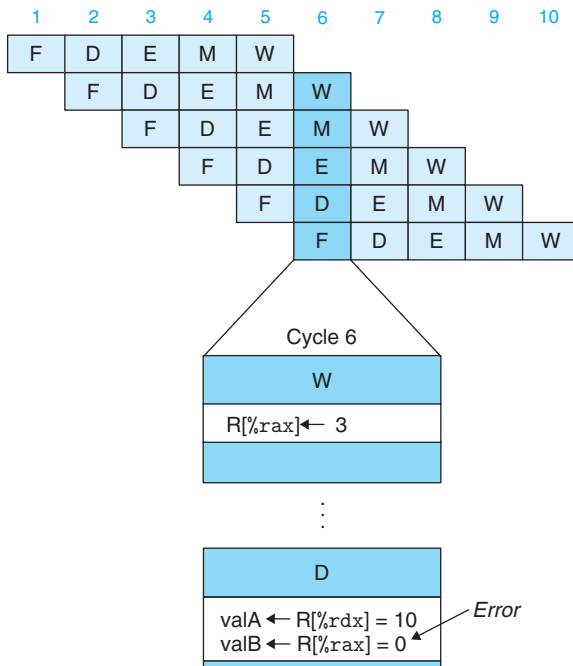 1 2 3 4 5 6 7 8 9 10
F D E M W
F D E M W
F D E M W
F D E M W
F D E M W
F D E M W
Cycle 6
W
R[%rax] ← 3
⋮
D
valA ← R[%rdx] = 10
Error
valB ← R[%rax] = 0